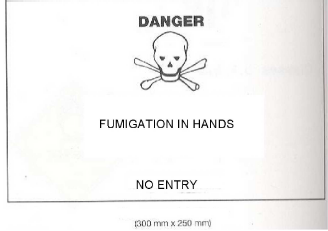 DANGER
FUMIGATION IN HANDS
NO ENTRY
(300 mm x 250 mm)